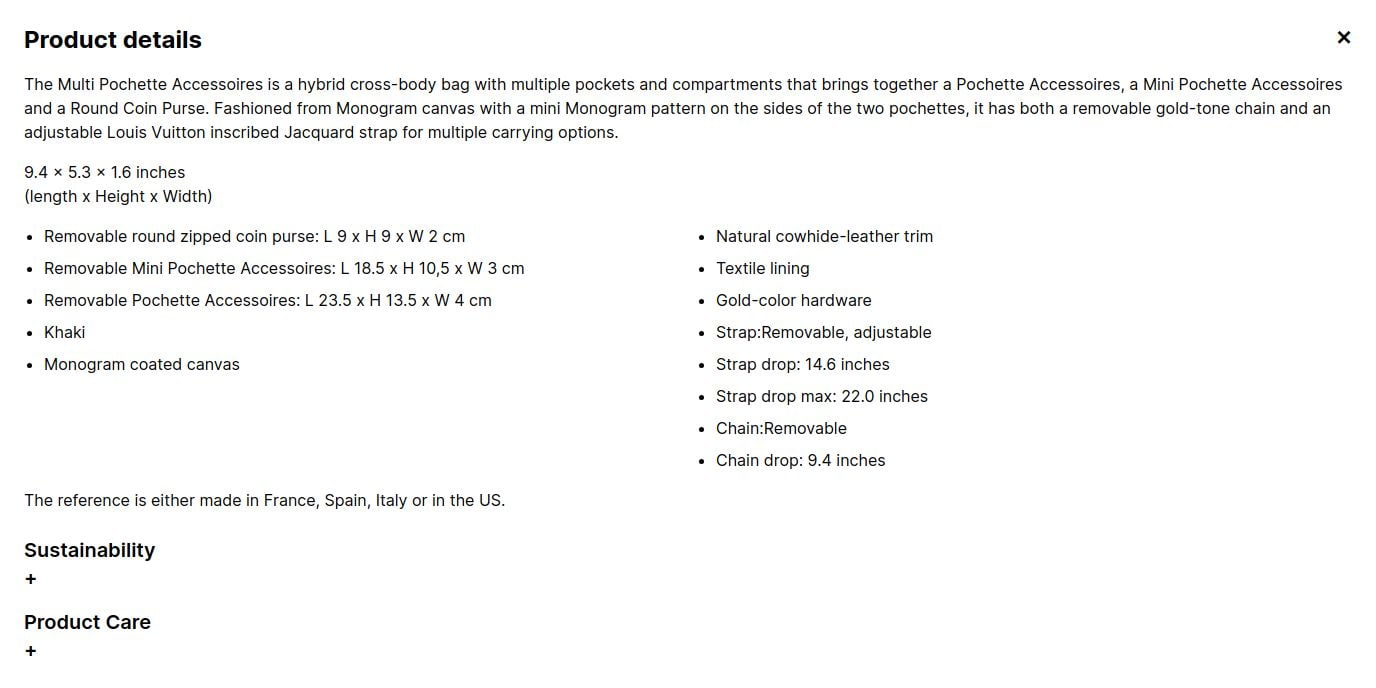 Product details
×
The Multi Pochette Accessoires is a hybrid cross-body bag with multiple pockets and compartments that brings together a Pochette Accessoires, a Mini Pochette Accessoires
and a Round Coin Purse. Fashioned from Monogram canvas with a mini Monogram pattern on the sides of the two pochettes, it has both a removable gold-tone chain and an
adjustable Louis Vuitton inscribed Jacquard strap for multiple carrying options.
9.4 × 5.3 × 1.6 inches
(length x Height x Width)
• Removable round zipped coin purse: L 9 x H 9 x W 2 cm
• Removable Mini Pochette Accessoires: L 18.5 x H 10,5 x W 3 cm
• Removable Pochette Accessoires: L 23.5 x H 13.5 x W 4 cm
• Khaki
• Monogram coated canvas
• Natural cowhide-leather trim
• Textile lining
• Gold-color hardware
• Strap:Removable, adjustable
• Strap drop: 14.6 inches
• Strap drop max: 22.0 inches
• Chain:Removable
• Chain drop: 9.4 inches
The reference is either made in France, Spain, Italy or in the US.
Sustainability
+
Product Care
+